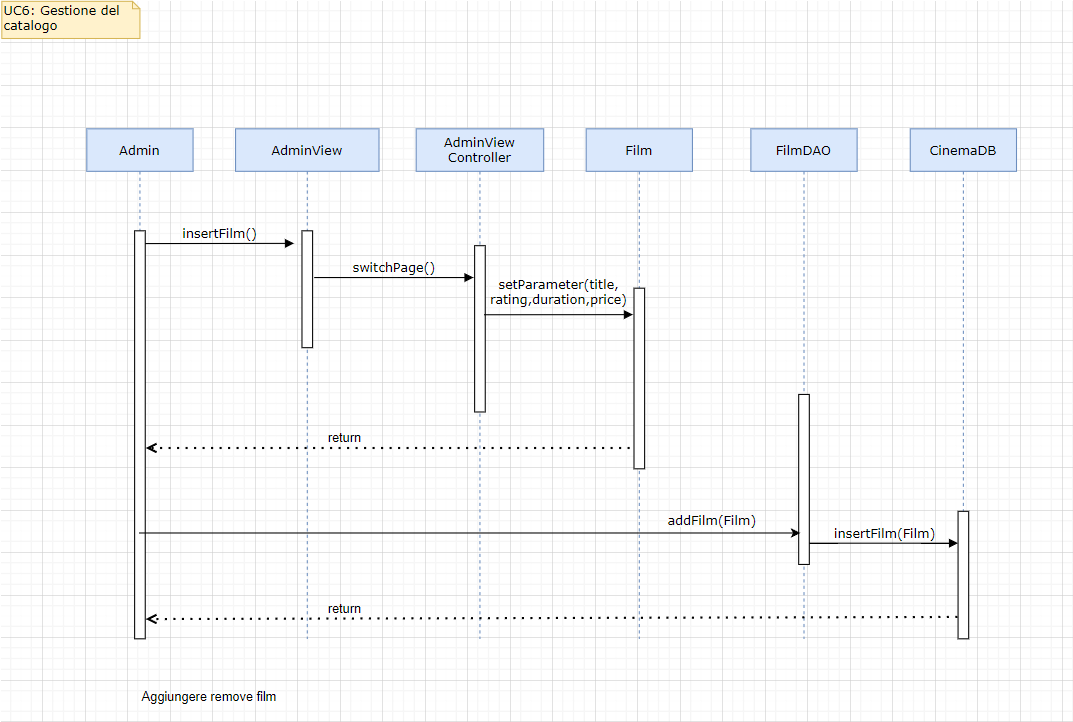 UC6: Gestione del
catalogo
Admin
AdminView
AdminView
Controller
Film
FilmDAO
CinemaDB
insertFilm()
switchPage()
setParameter(title,
rating,duration,price)
return
addFilm(Film)
insertFilm(Film)
return
Aggiungere remove film